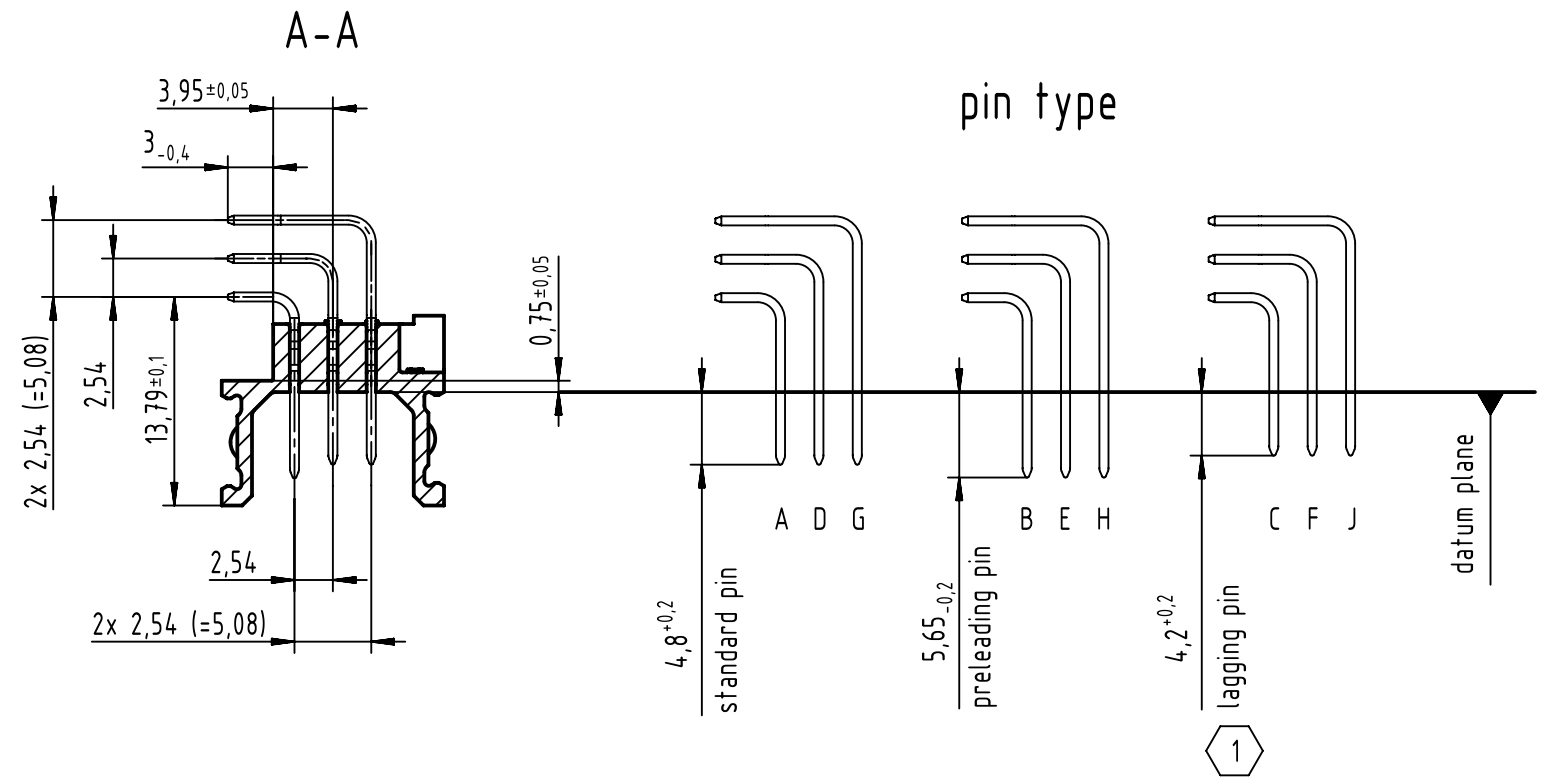 A-A
3,95±0,05
pin type
3-0,4
0,75±0,05
2x 2,54 (=5,08)
2,54
13,79±0,1
A D G
B E H
C F J
datum plane
2,54
2x 2,54 (=5,08)
4,8+0,2
standard pin
5,65-0,2
preleading pin
4,2+0,2
lagging pin
1